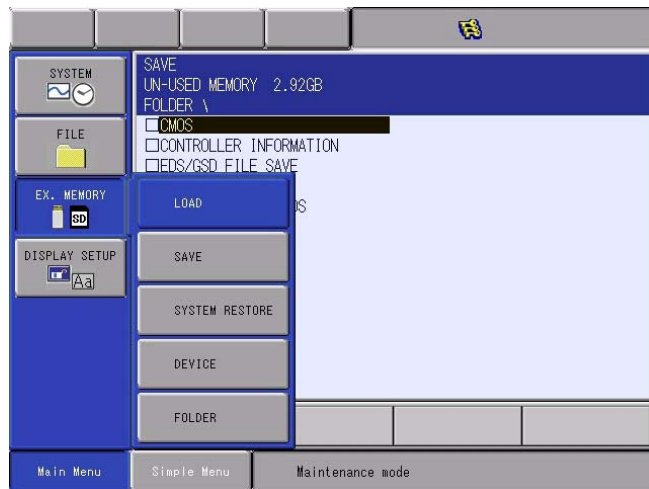 SYSTEM
FILE
EX. MEMORY
SD
DISPLAY SETUP
Aa
SAVE
UN-USED MEMORY 2.92GB
FOLDER \
CMOS
CONTROLLER INFORMATION
EDS/GSD FILE SAVE
OS
LOAD
SAVE
SYSTEM RESTORE
DEVICE
FOLDER
Main Menu
Simple Menu
Maintenance mode